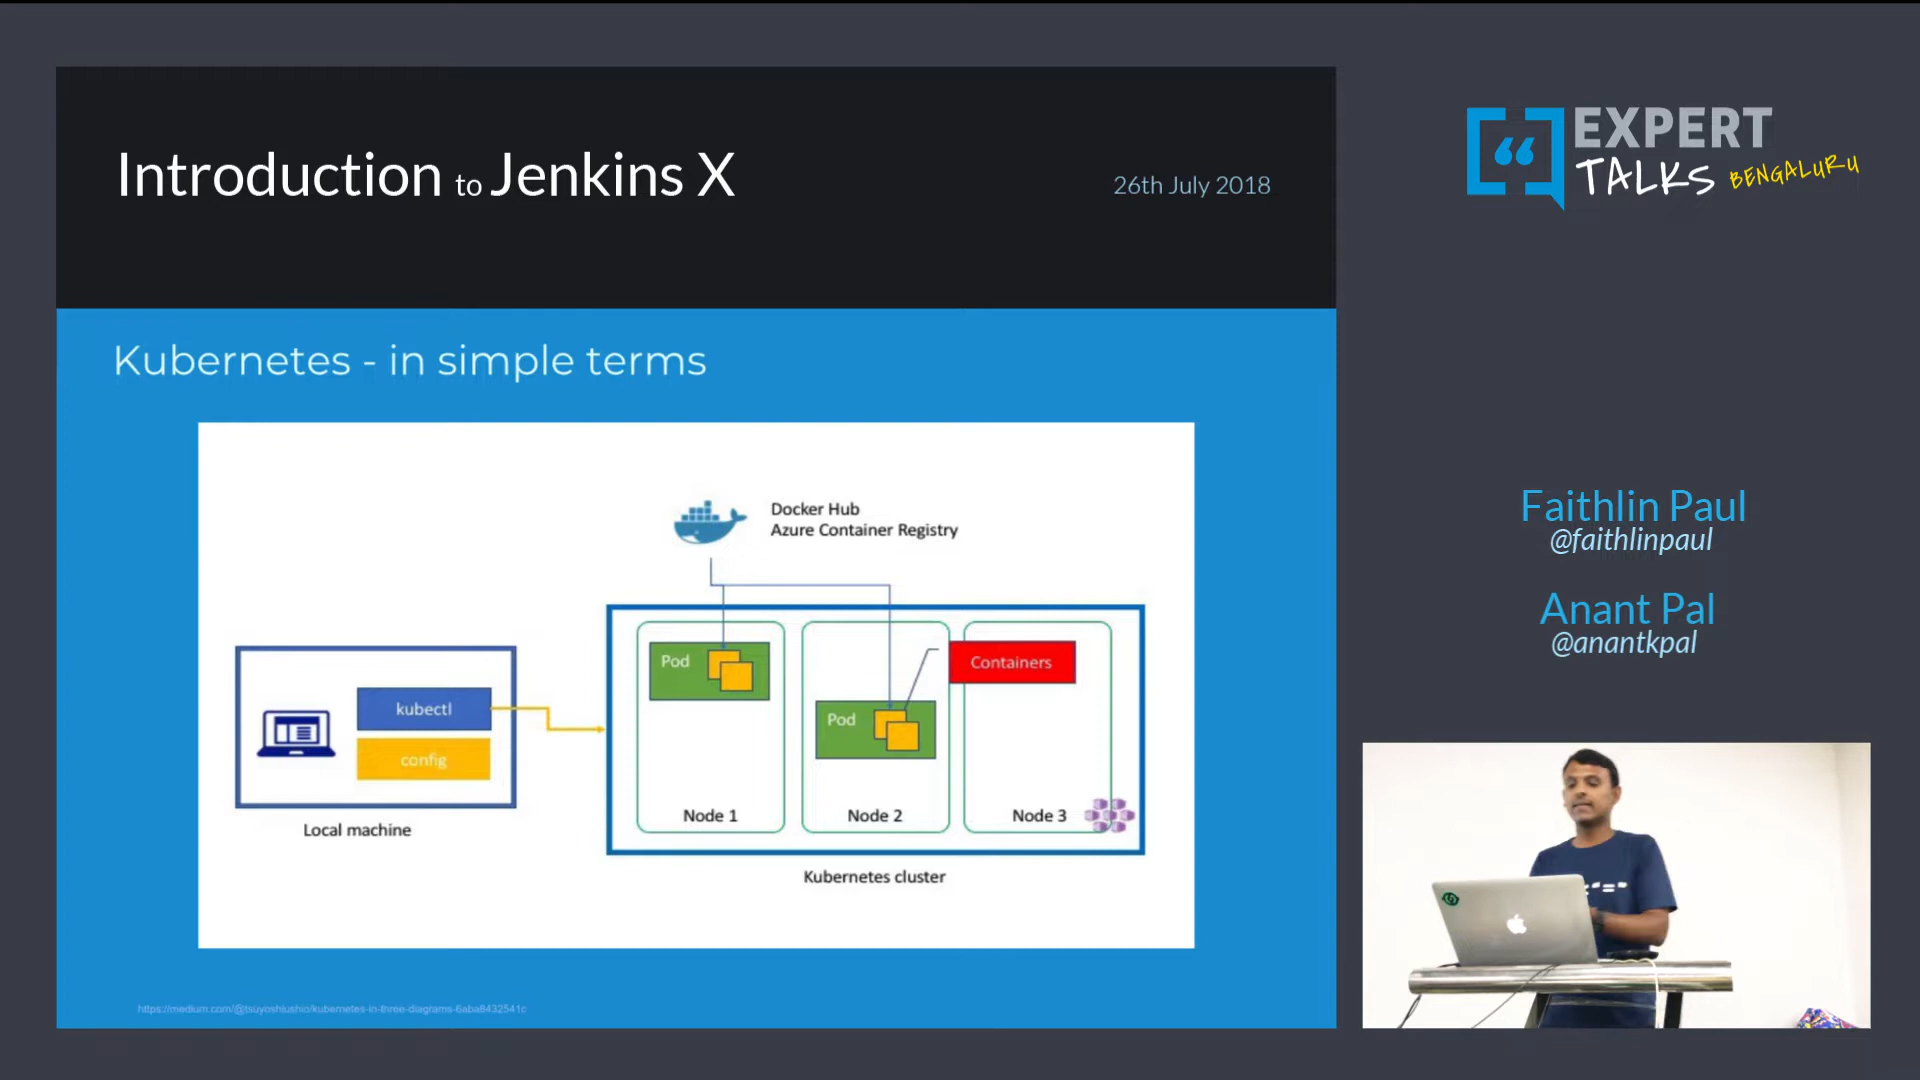 Introduction to Jenkins X
26th July 2018
EXPERT
TALKS BENGALURU
Kubernetes - in simple terms
Docker Hub
Azure Container Registry
Pod
Containers
Pod
kubectl
config
Node 1
Node 2
Node 3
Local machine
Kubernetes cluster
https://medium.com/@tsuyoshiushio/kubernetes-in-three-diagrams-6aba8432541c
Faithlin Paul
@faithlinpaul
Anant Pal
@anantkpal